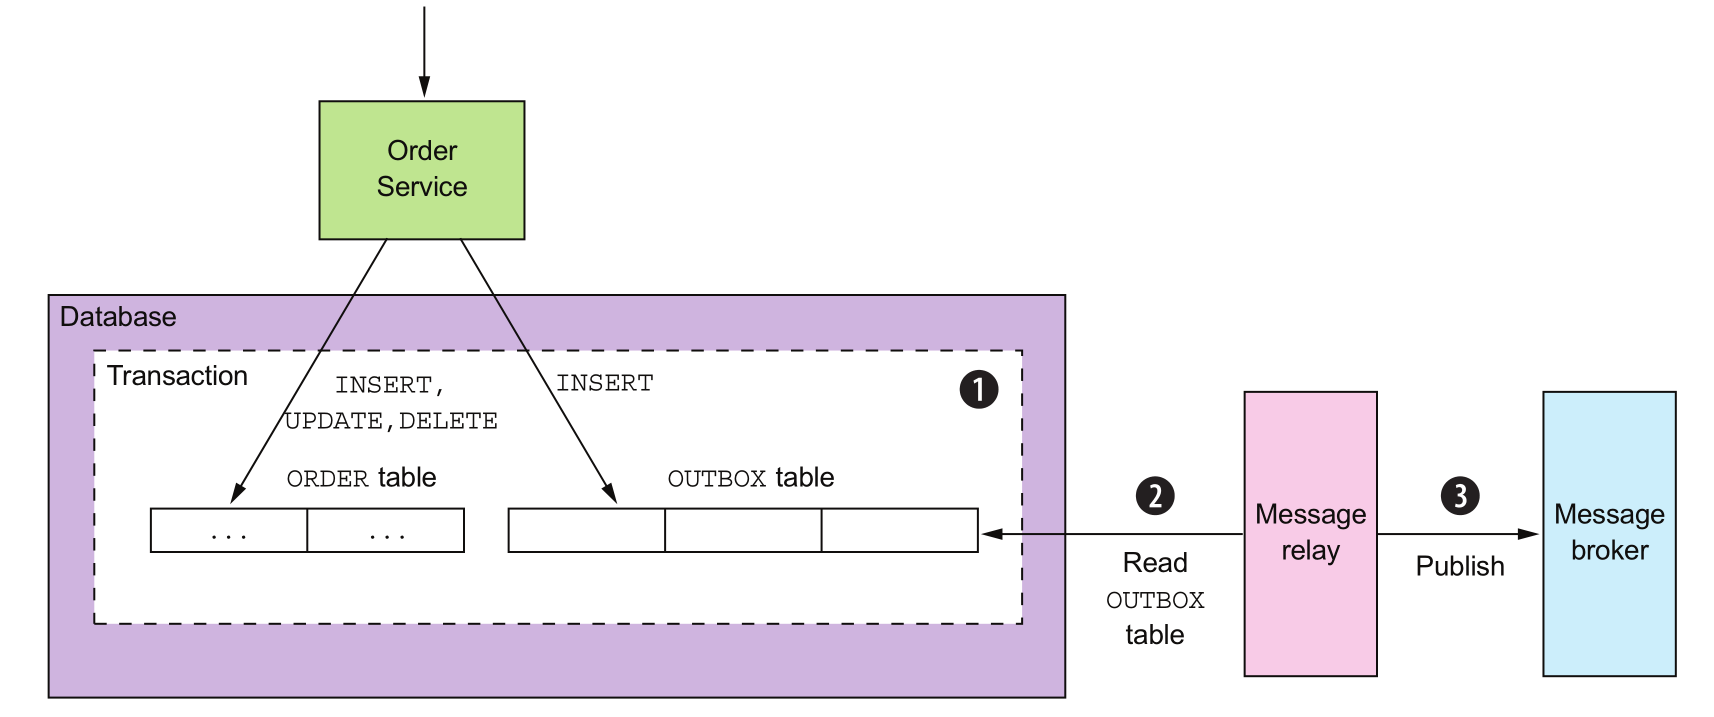 Order
Service
Database
Transaction
INSERT,
UPDATE,DELETE
INSERT
1
ORDER table
OUTBOX table
... ...
2
Read
OUTBOX
table
Message
relay
3
Publish
Message
broker